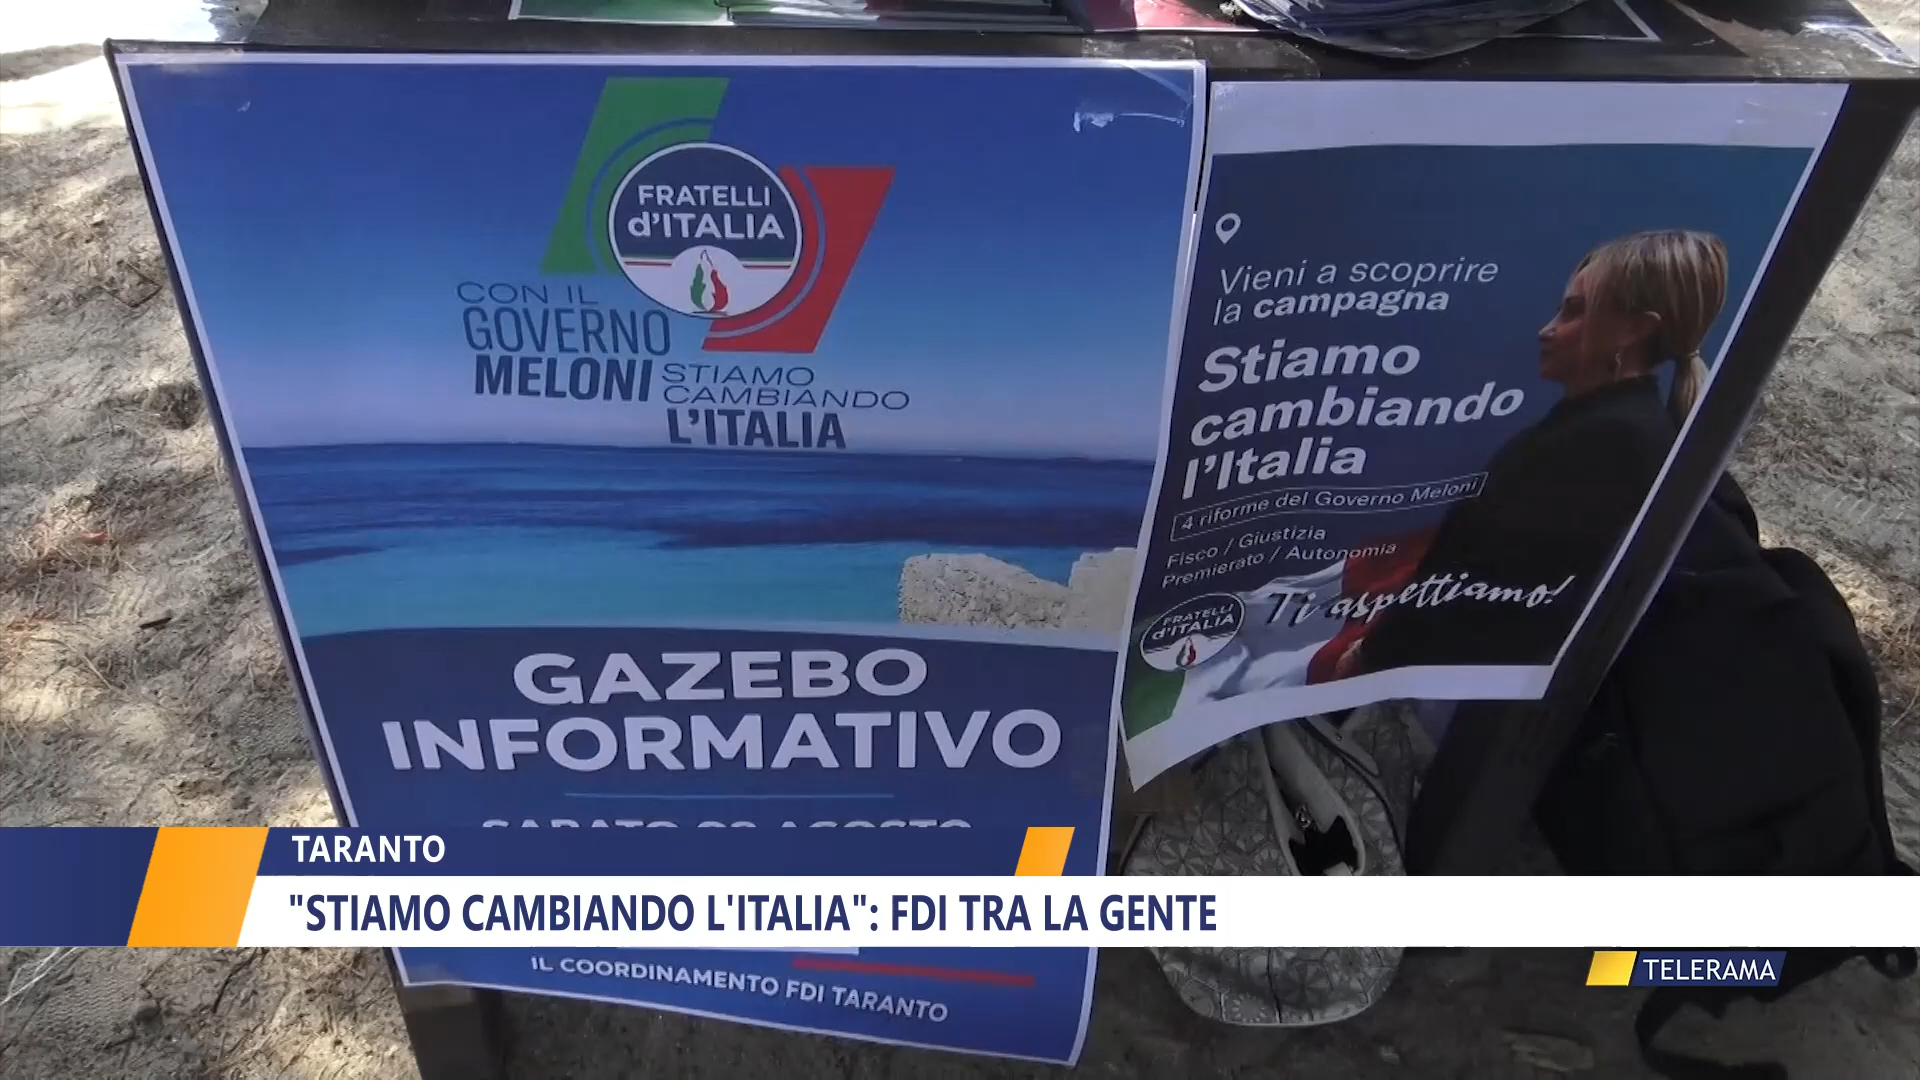 FRATELLI
d'ITALIA
CON IL
GOVERNO
MELONI
STIAMO
CAMBIANDO
L'ITALIA
GAZEBO
INFORMATIVO
IL COORDINAMENTO FDI TARANTO
Vieni a scoprire
la campagna
Stiamo
cambiando
l'Italia
4 riforme del Governo Meloni
Fisco / Giustizia
Premierato / Autonomia
Ti aspettiamo!
FRATELLI
d'ITALIA
TARANTO
"STIAMO CAMBIANDO L'ITALIA": FDI TRA LA GENTE
TELERAMA